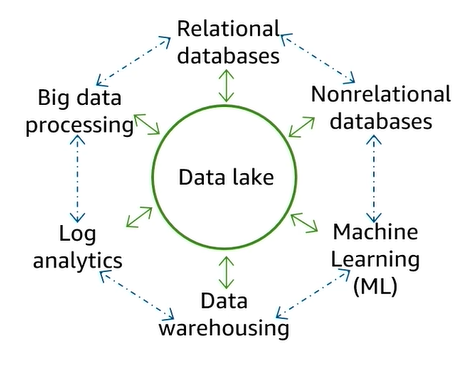 Relational
databases
Big data
processing
Nonrelational
databases
Data lake
Log
analytics
Machine
Learning
(ML)
Data
warehousing